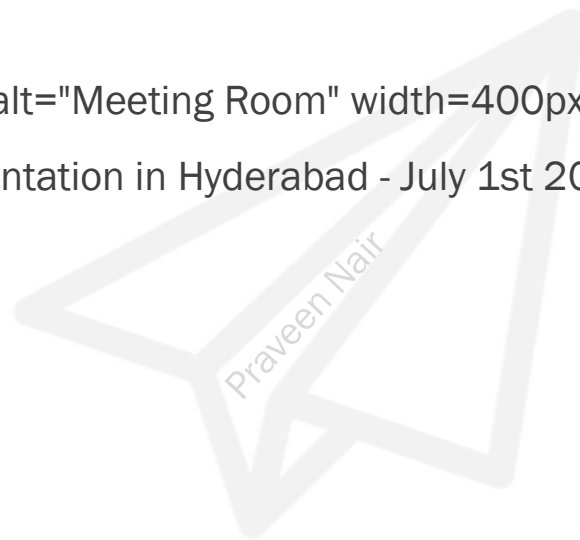 alt="Meeting Room" width=400px
ntation in Hyderabad - July 1st 20
Praveen Nair